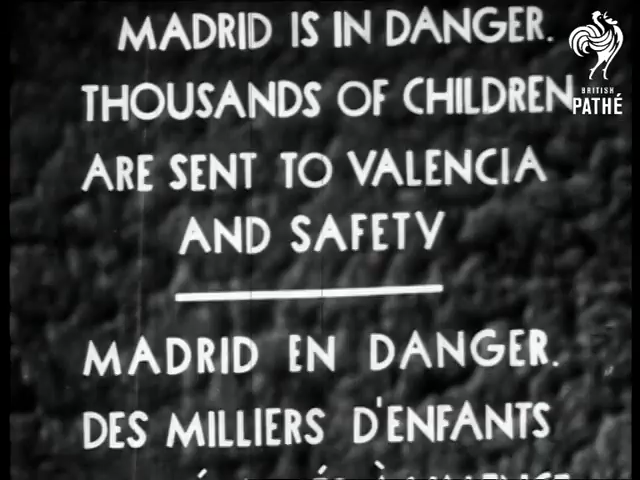 MADRID IS IN DANGER.
THOUSANDS OF CHILDREN
ARE SENT TO VALENCIA
AND SAFETY
MADRID EN DANGER.
DES MILLIERS D'ENFANTS
BRITISH
PATHÉ